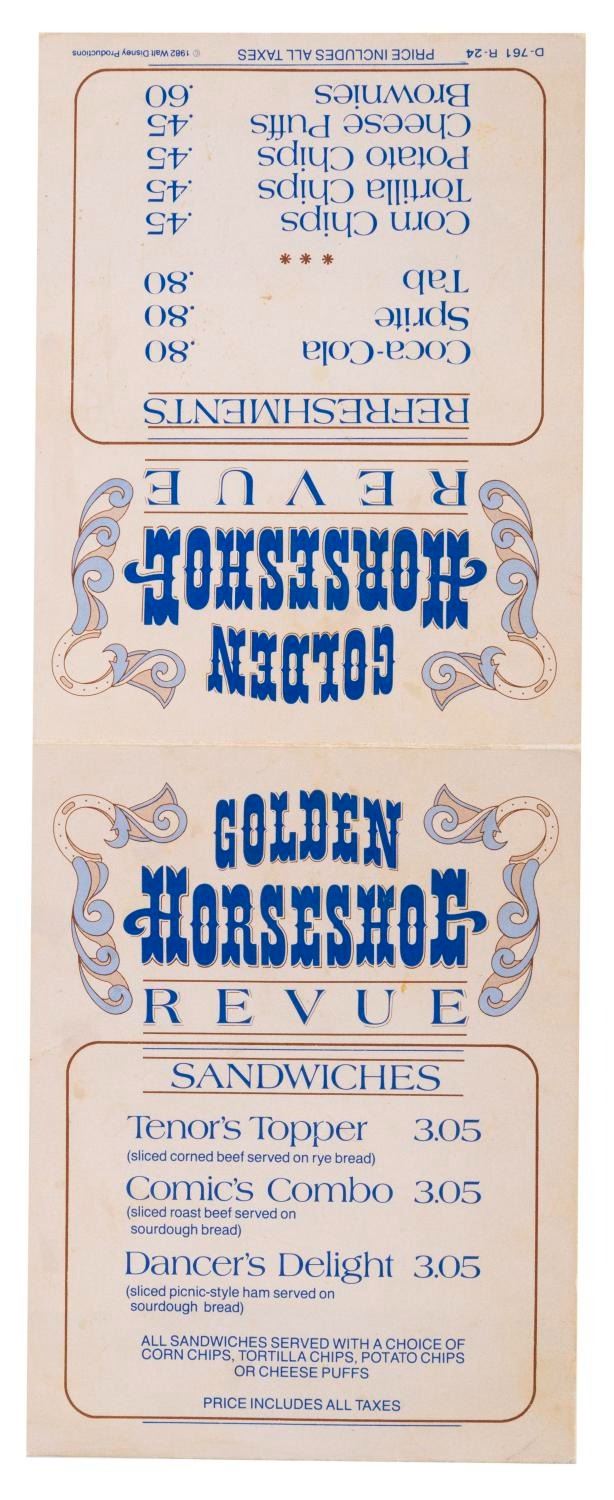 GOLDEN
HORSESHOE
REVUE
REFRESHMENTS
Coca-Cola .80
Sprite .80
Tab .80
***
Corn Chips .45
Tortilla Chips .45
Potato Chips .45
Cheese Puffs .45
Brownies .60
D-761 R-24 PRICE INCLUDES ALL TAXES © 1982 Walt Disney Productions
GOLDEN
HORSESHOE
REVUE
SANDWICHES
Tenor's Topper 3.05
(sliced corned beef served on rye bread)
Comic's Combo 3.05
(sliced roast beef served on
sourdough bread)
Dancer's Delight 3.05
(sliced picnic-style ham served on
sourdough bread)
ALL SANDWICHES SERVED WITH A CHOICE OF
CORN CHIPS, TORTILLA CHIPS, POTATO CHIPS
OR CHEESE PUFFS
PRICE INCLUDES ALL TAXES